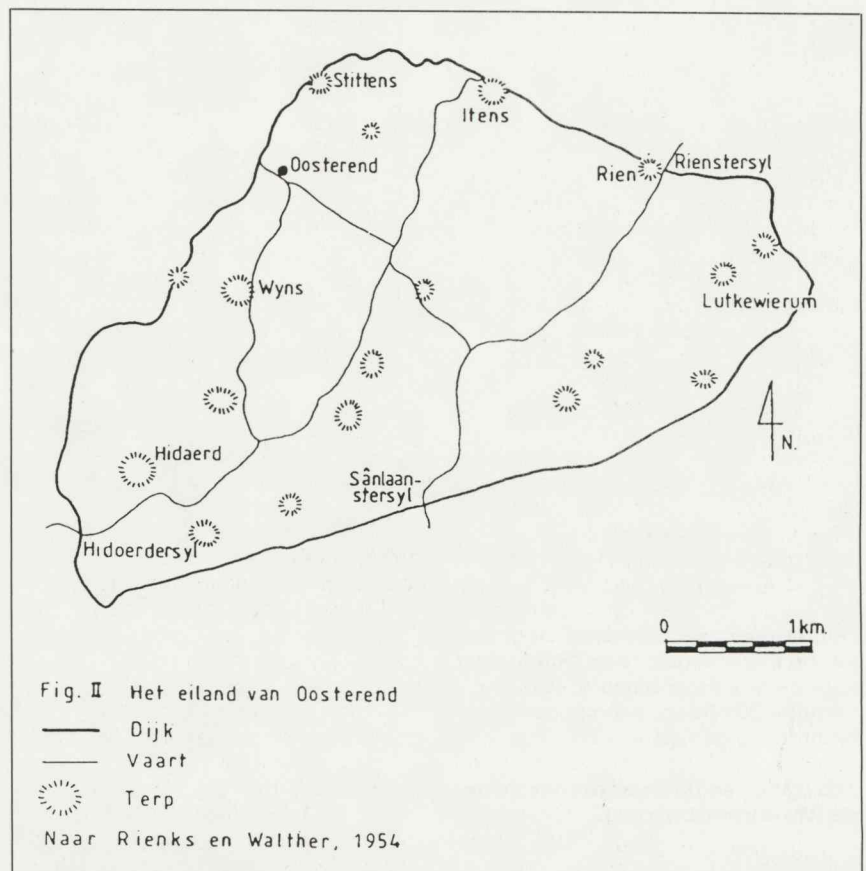 Stittens
Itens
Oosterend
Rien
Rienstersyl
Wyns
Lutkewierum
N.
Hidaerd
Sânlaan-
stersyl
Hidoerdersyl
0 1km.
Fig. II Het eiland van Oosterend
Dijk
Vaart
Terp
Naar Rienks en Walther, 1954